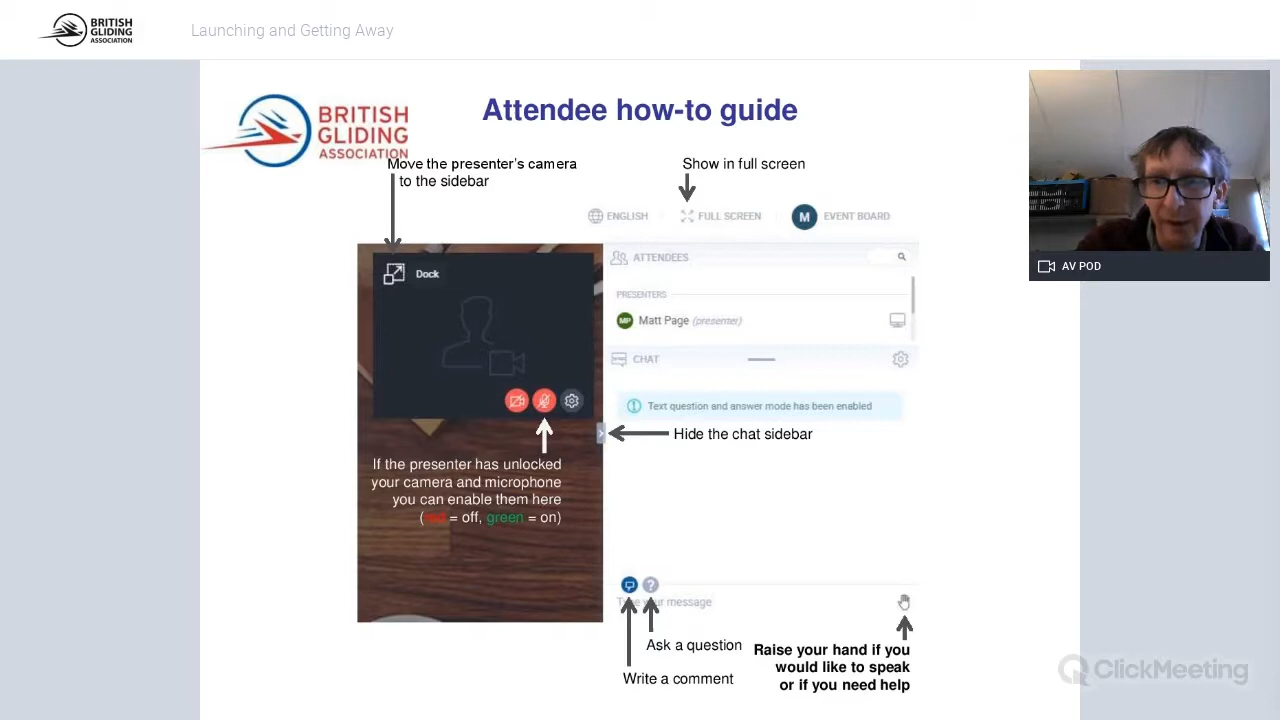 BRITISH
GLIDING
ASSOCIATION
Launching and Getting Away
BRITISH
GLIDING
ASSOCIATION
Attendee how-to guide
Move the presenter's camera
to the sidebar
Show in full screen
ENGLISH
FULL SCREEN
M
EVENT BOARD
Dock
ATTENDEES
PRESENTERS
MP
Matt Page (presenter)
CHAT
Text question and answer mode has been enabled
Hide the chat sidebar
If the presenter has unlocked
your camera and microphone
you can enable them here
(red = off, green = on)
?
Type your message
Ask a question
Write a comment
Raise your hand if you
would like to speak
or if you need help
AV POD
ClickMeeting